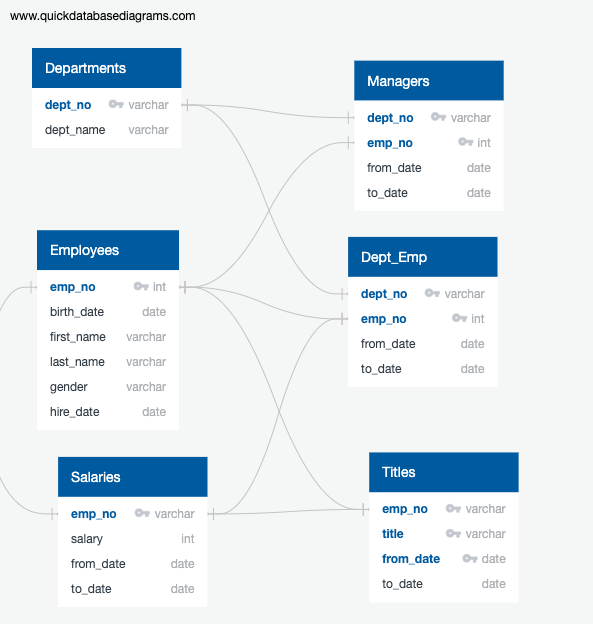 www.quickdatabasediagrams.com
Departments
dept_no varchar
dept_name varchar
Managers
dept_no varchar
emp_no int
from_date date
to_date date
Employees
emp_no int
birth_date date
first_name varchar
last_name varchar
gender varchar
hire_date date
Dept_Emp
dept_no varchar
emp_no int
from_date date
to_date date
Salaries
emp_no varchar
salary int
from_date date
to_date date
Titles
emp_no varchar
title varchar
from_date date
to_date date